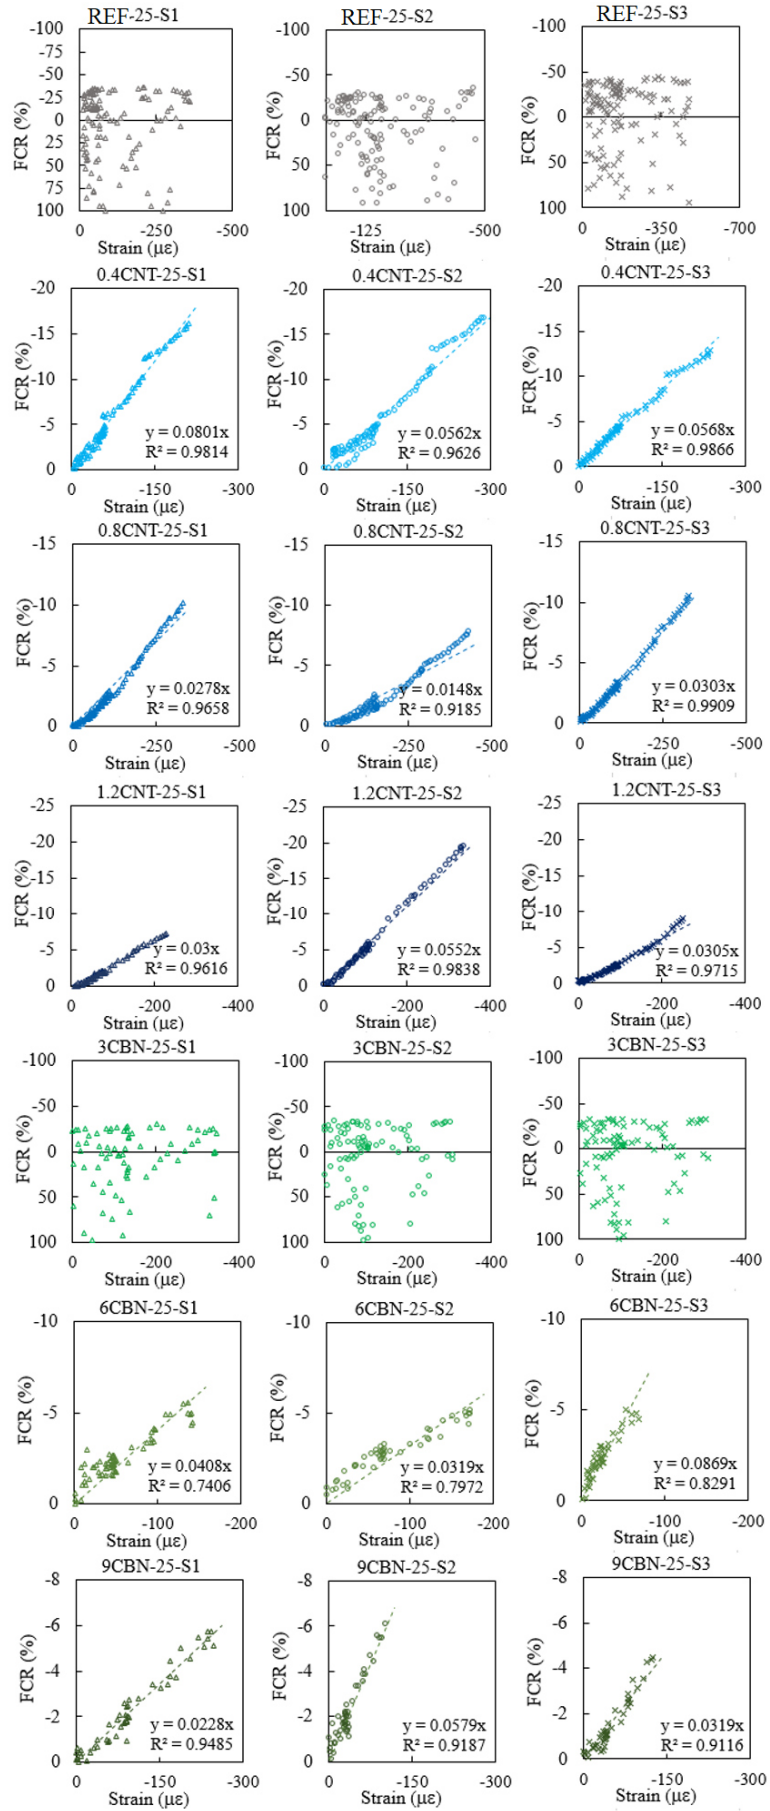 REF-25-S1
REF-25-S2
REF-25-S3
-100
-75
-50
-25
0
25
50
75
100
FCR (%)
0
-250
-500
Strain (με)
-100
-50
0
50
100
FCR (%)
-125
-500
Strain (με)
-100
-50
0
50
100
FCR (%)
0
-350
-700
Strain (με)
0.4CNT-25-S1
0.4CNT-25-S2
0.4CNT-25-S3
-20
-15
-10
-5
0
FCR (%)
y = 0.0801x
R² = 0.9814
0
-150
-300
Strain (με)
-20
-15
-10
-5
0
FCR (%)
y = 0.0562x
R² = 0.9626
0
-150
-300
Strain (με)
-20
-15
-10
-5
0
FCR (%)
y = 0.0568x
R² = 0.9866
0
-150
-300
Strain (με)
0.8CNT-25-S1
0.8CNT-25-S2
0.8CNT-25-S3
-15
-10
-5
0
FCR (%)
y = 0.0278x
R² = 0.9658
0
-250
-500
Strain (με)
-15
-10
-5
0
FCR (%)
y = 0.0148x
R² = 0.9185
0
-250
-500
Strain (με)
-15
-10
-5
0
FCR (%)
y = 0.0303x
R² = 0.9909
0
-250
-500
Strain (με)
1.2CNT-25-S1
1.2CNT-25-S2
1.2CNT-25-S3
-25
-20
-15
-10
-5
0
FCR (%)
y = 0.03x
R² = 0.9616
0
-200
-400
Strain (με)
-25
-20
-15
-10
-5
0
FCR (%)
y = 0.0552x
R² = 0.9838
0
-200
-400
Strain (με)
-25
-20
-15
-10
-5
0
FCR (%)
y = 0.0305x
R² = 0.9715
0
-200
-400
Strain (με)
3CBN-25-S1
3CBN-25-S2
3CBN-25-S3
-100
-50
0
50
100
FCR (%)
0
-200
-400
Strain (με)
-100
-50
0
50
100
FCR (%)
0
-200
-400
Strain (με)
-100
-50
0
50
100
FCR (%)
0
-200
-400
Strain (με)
6CBN-25-S1
6CBN-25-S2
6CBN-25-S3
-10
-5
0
FCR (%)
y = 0.0408x
R² = 0.7406
0
-100
-200
Strain (με)
-10
-5
0
FCR (%)
y = 0.0319x
R² = 0.7972
0
-100
-200
Strain (με)
-10
-5
0
FCR (%)
y = 0.0869x
R² = 0.8291
0
-100
-200
Strain (με)
9CBN-25-S1
9CBN-25-S2
9CBN-25-S3
-8
-6
-4
-2
0
FCR (%)
y = 0.0228x
R² = 0.9485
0
-150
-300
Strain (με)
-8
-6
-4
-2
0
FCR (%)
y = 0.0579x
R² = 0.9187
0
-150
-300
Strain (με)
-8
-6
-4
-2
0
FCR (%)
y = 0.0319x
R² = 0.9116
0
-150
-300
Strain (με)